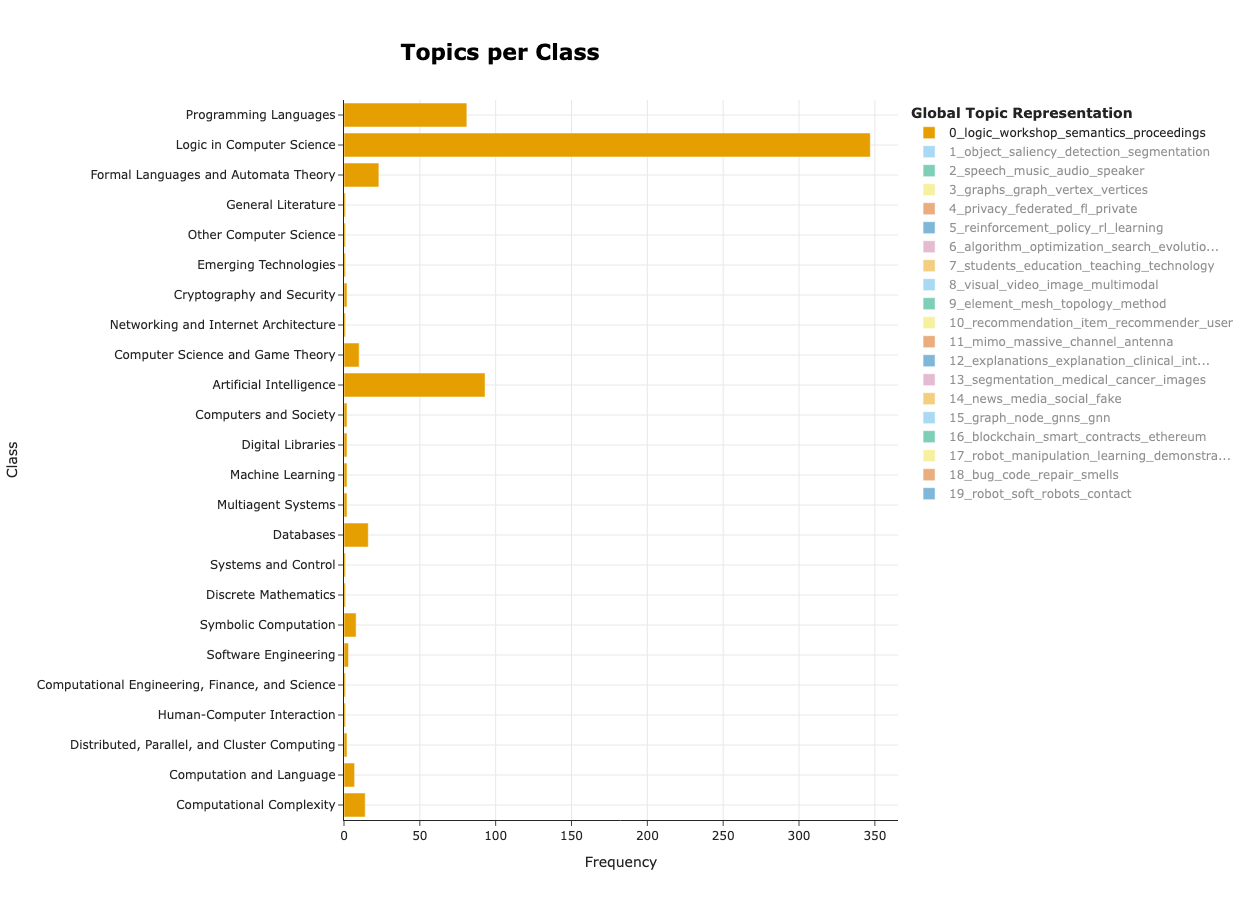 Topics per Class
Class
Programming Languages
Logic in Computer Science
Formal Languages and Automata Theory
General Literature
Other Computer Science
Emerging Technologies
Cryptography and Security
Networking and Internet Architecture
Computer Science and Game Theory
Artificial Intelligence
Computers and Society
Digital Libraries
Machine Learning
Multiagent Systems
Databases
Systems and Control
Discrete Mathematics
Symbolic Computation
Software Engineering
Computational Engineering, Finance, and Science
Human-Computer Interaction
Distributed, Parallel, and Cluster Computing
Computation and Language
Computational Complexity
0 50 100 150 200 250 300 350
Frequency
Global Topic Representation
0_logic_workshop_semantics_proceedings
1_object_saliency_detection_segmentation
2_speech_music_audio_speaker
3_graphs_graph_vertex_vertices
4_privacy_federated_fl_private
5_reinforcement_policy_rl_learning
6_algorithm_optimization_search_evolutio...
7_students_education_teaching_technology
8_visual_video_image_multimodal
9_element_mesh_topology_method
10_recommendation_item_recommender_user
11_mimo_massive_channel_antenna
12_explanations_explanation_clinical_int...
13_segmentation_medical_cancer_images
14_news_media_social_fake
15_graph_node_gnns_gnn
16_blockchain_smart_contracts_ethereum
17_robot_manipulation_learning_demonstra...
18_bug_code_repair_smells
19_robot_soft_robots_contact